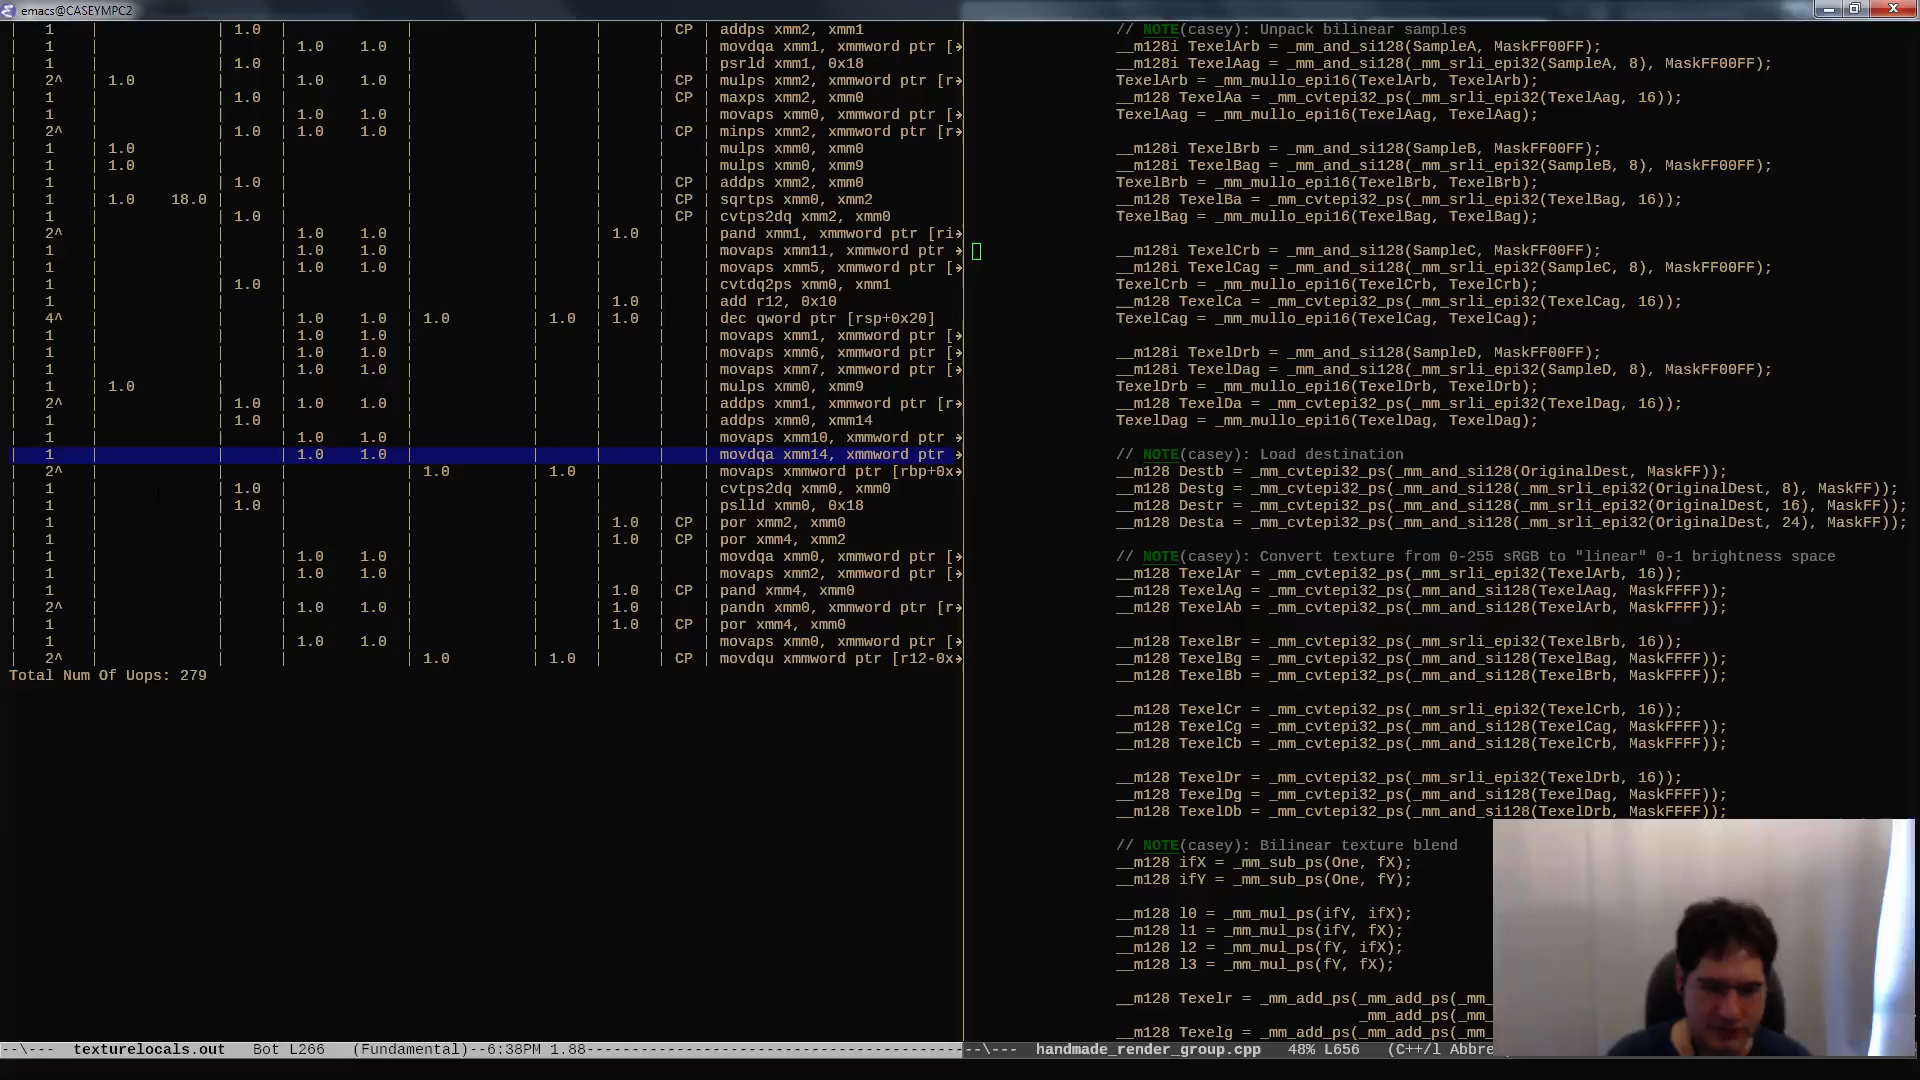 emacs@CASEYMPC2
| 1 | | 1.0 | | | | | CP | addps xmm2, xmm1
| 1 | | | 1.0 1.0 | | | | | movdqa xmm1, xmmword ptr [
| 1 | | 1.0 | | | | | | psrld xmm1, 0x18
| 2^ | 1.0 | | 1.0 1.0 | | | | CP | mulps xmm2, xmmword ptr [r
| 1 | | 1.0 | | | | | CP | maxps xmm2, xmm0
| 1 | | | 1.0 1.0 | | | | | movaps xmm0, xmmword ptr [
| 2^ | | 1.0 | 1.0 1.0 | | | | CP | minps xmm2, xmmword ptr [r
| 1 | 1.0 | | | | | | | mulps xmm0, xmm0
| 1 | 1.0 | | | | | | | mulps xmm0, xmm9
| 1 | | 1.0 | | | | | CP | addps xmm2, xmm0
| 1 | 1.0 18.0 | | | | | | CP | sqrtps xmm0, xmm2
| 1 | | 1.0 | | | | | CP | cvtps2dq xmm2, xmm0
| 2^ | | | 1.0 1.0 | | | 1.0 | | pand xmm1, xmmword ptr [ri
| 1 | | | 1.0 1.0 | | | | | movaps xmm11, xmmword ptr
| 1 | | | 1.0 1.0 | | | | | movaps xmm5, xmmword ptr [
| 1 | | 1.0 | | | | | | cvtdq2ps xmm0, xmm1
| 1 | | | | | | 1.0 | | add r12, 0x10
| 4^ | | | 1.0 1.0 | 1.0 | 1.0 | 1.0 | | dec qword ptr [rsp+0x20]
| 1 | | | 1.0 1.0 | | | | | movaps xmm1, xmmword ptr [
| 1 | | | 1.0 1.0 | | | | | movaps xmm6, xmmword ptr [
| 1 | | | 1.0 1.0 | | | | | movaps xmm7, xmmword ptr [
| 1 | 1.0 | | | | | | | mulps xmm0, xmm9
| 2^ | | 1.0 | 1.0 1.0 | | | | | addps xmm1, xmmword ptr [r
| 1 | | 1.0 | | | | | | addps xmm0, xmm14
| 1 | | | 1.0 1.0 | | | | | movaps xmm10, xmmword ptr
| 1 | | | 1.0 1.0 | | | | | movdqa xmm14, xmmword ptr
| 2^ | | | | 1.0 | 1.0 | | | movaps xmmword ptr [rbp+0x
| 1 | | 1.0 | | | | | | cvtps2dq xmm0, xmm0
| 1 | | 1.0 | | | | | | pslld xmm0, 0x18
| 1 | | | | | | 1.0 | CP | por xmm2, xmm0
| 1 | | | | | | 1.0 | CP | por xmm4, xmm2
| 1 | | | 1.0 1.0 | | | | | movdqa xmm0, xmmword ptr [
| 1 | | | 1.0 1.0 | | | | | movaps xmm2, xmmword ptr [
| 1 | | | | | | 1.0 | CP | pand xmm4, xmm0
| 2^ | | | 1.0 1.0 | | | 1.0 | | pandn xmm0, xmmword ptr [r
| 1 | | | | | | 1.0 | CP | por xmm4, xmm0
| 1 | | | 1.0 1.0 | | | | | movaps xmm0, xmmword ptr [
| 2^ | | | | 1.0 | 1.0 | | CP | movdqu xmmword ptr [r12-0x
Total Num Of Uops: 279
--\--- texturelocals.out Bot L266 (Fundamental)--6:38PM 1.88
// NOTE(casey): Unpack bilinear samples
__m128i TexelArb = _mm_and_si128(SampleA, MaskFF00FF);
__m128i TexelAag = _mm_and_si128(_mm_srli_epi32(SampleA, 8), MaskFF00FF);
TexelArb = _mm_mullo_epi16(TexelArb, TexelArb);
__m128 TexelAa = _mm_cvtepi32_ps(_mm_srli_epi32(TexelAag, 16));
TexelAag = _mm_mullo_epi16(TexelAag, TexelAag);
__m128i TexelBrb = _mm_and_si128(SampleB, MaskFF00FF);
__m128i TexelBag = _mm_and_si128(_mm_srli_epi32(SampleB, 8), MaskFF00FF);
TexelBrb = _mm_mullo_epi16(TexelBrb, TexelBrb);
__m128 TexelBa = _mm_cvtepi32_ps(_mm_srli_epi32(TexelBag, 16));
TexelBag = _mm_mullo_epi16(TexelBag, TexelBag);
__m128i TexelCrb = _mm_and_si128(SampleC, MaskFF00FF);
__m128i TexelCag = _mm_and_si128(_mm_srli_epi32(SampleC, 8), MaskFF00FF);
TexelCrb = _mm_mullo_epi16(TexelCrb, TexelCrb);
__m128 TexelCa = _mm_cvtepi32_ps(_mm_srli_epi32(TexelCag, 16));
TexelCag = _mm_mullo_epi16(TexelCag, TexelCag);
__m128i TexelDrb = _mm_and_si128(SampleD, MaskFF00FF);
__m128i TexelDag = _mm_and_si128(_mm_srli_epi32(SampleD, 8), MaskFF00FF);
TexelDrb = _mm_mullo_epi16(TexelDrb, TexelDrb);
__m128 TexelDa = _mm_cvtepi32_ps(_mm_srli_epi32(TexelDag, 16));
TexelDag = _mm_mullo_epi16(TexelDag, TexelDag);
// NOTE(casey): Load destination
__m128 Destb = _mm_cvtepi32_ps(_mm_and_si128(OriginalDest, MaskFF));
__m128 Destg = _mm_cvtepi32_ps(_mm_and_si128(_mm_srli_epi32(OriginalDest, 8), MaskFF));
__m128 Destr = _mm_cvtepi32_ps(_mm_and_si128(_mm_srli_epi32(OriginalDest, 16), MaskFF));
__m128 Desta = _mm_cvtepi32_ps(_mm_and_si128(_mm_srli_epi32(OriginalDest, 24), MaskFF));
// NOTE(casey): Convert texture from 0-255 sRGB to "linear" 0-1 brightness space
__m128 TexelAr = _mm_cvtepi32_ps(_mm_srli_epi32(TexelArb, 16));
__m128 TexelAg = _mm_cvtepi32_ps(_mm_and_si128(TexelAag, MaskFFFF));
__m128 TexelAb = _mm_cvtepi32_ps(_mm_and_si128(TexelArb, MaskFFFF));
__m128 TexelBr = _mm_cvtepi32_ps(_mm_srli_epi32(TexelBrb, 16));
__m128 TexelBg = _mm_cvtepi32_ps(_mm_and_si128(TexelBag, MaskFFFF));
__m128 TexelBb = _mm_cvtepi32_ps(_mm_and_si128(TexelBrb, MaskFFFF));
__m128 TexelCr = _mm_cvtepi32_ps(_mm_srli_epi32(TexelCrb, 16));
__m128 TexelCg = _mm_cvtepi32_ps(_mm_and_si128(TexelCag, MaskFFFF));
__m128 TexelCb = _mm_cvtepi32_ps(_mm_and_si128(TexelCrb, MaskFFFF));
__m128 TexelDr = _mm_cvtepi32_ps(_mm_srli_epi32(TexelDrb, 16));
__m128 TexelDg = _mm_cvtepi32_ps(_mm_and_si128(TexelDag, MaskFFFF));
__m128 TexelDb = _mm_cvtepi32_ps(_mm_and_si128(TexelDrb, MaskFFFF));
// NOTE(casey): Bilinear texture blend
__m128 ifX = _mm_sub_ps(One, fX);
__m128 ifY = _mm_sub_ps(One, fY);
__m128 l0 = _mm_mul_ps(ifY, ifX);
__m128 l1 = _mm_mul_ps(ifY, fX);
__m128 l2 = _mm_mul_ps(fY, ifX);
__m128 l3 = _mm_mul_ps(fY, fX);
__m128 Texelr = _mm_add_ps(_mm_add_ps(_mm_
_mm_add_ps(_mm_
__m128 Texelg = _mm_add_ps(_mm_add_ps(_mm_
--\--- handmade_render_group.cpp 48% L656 (C++/l Abbre